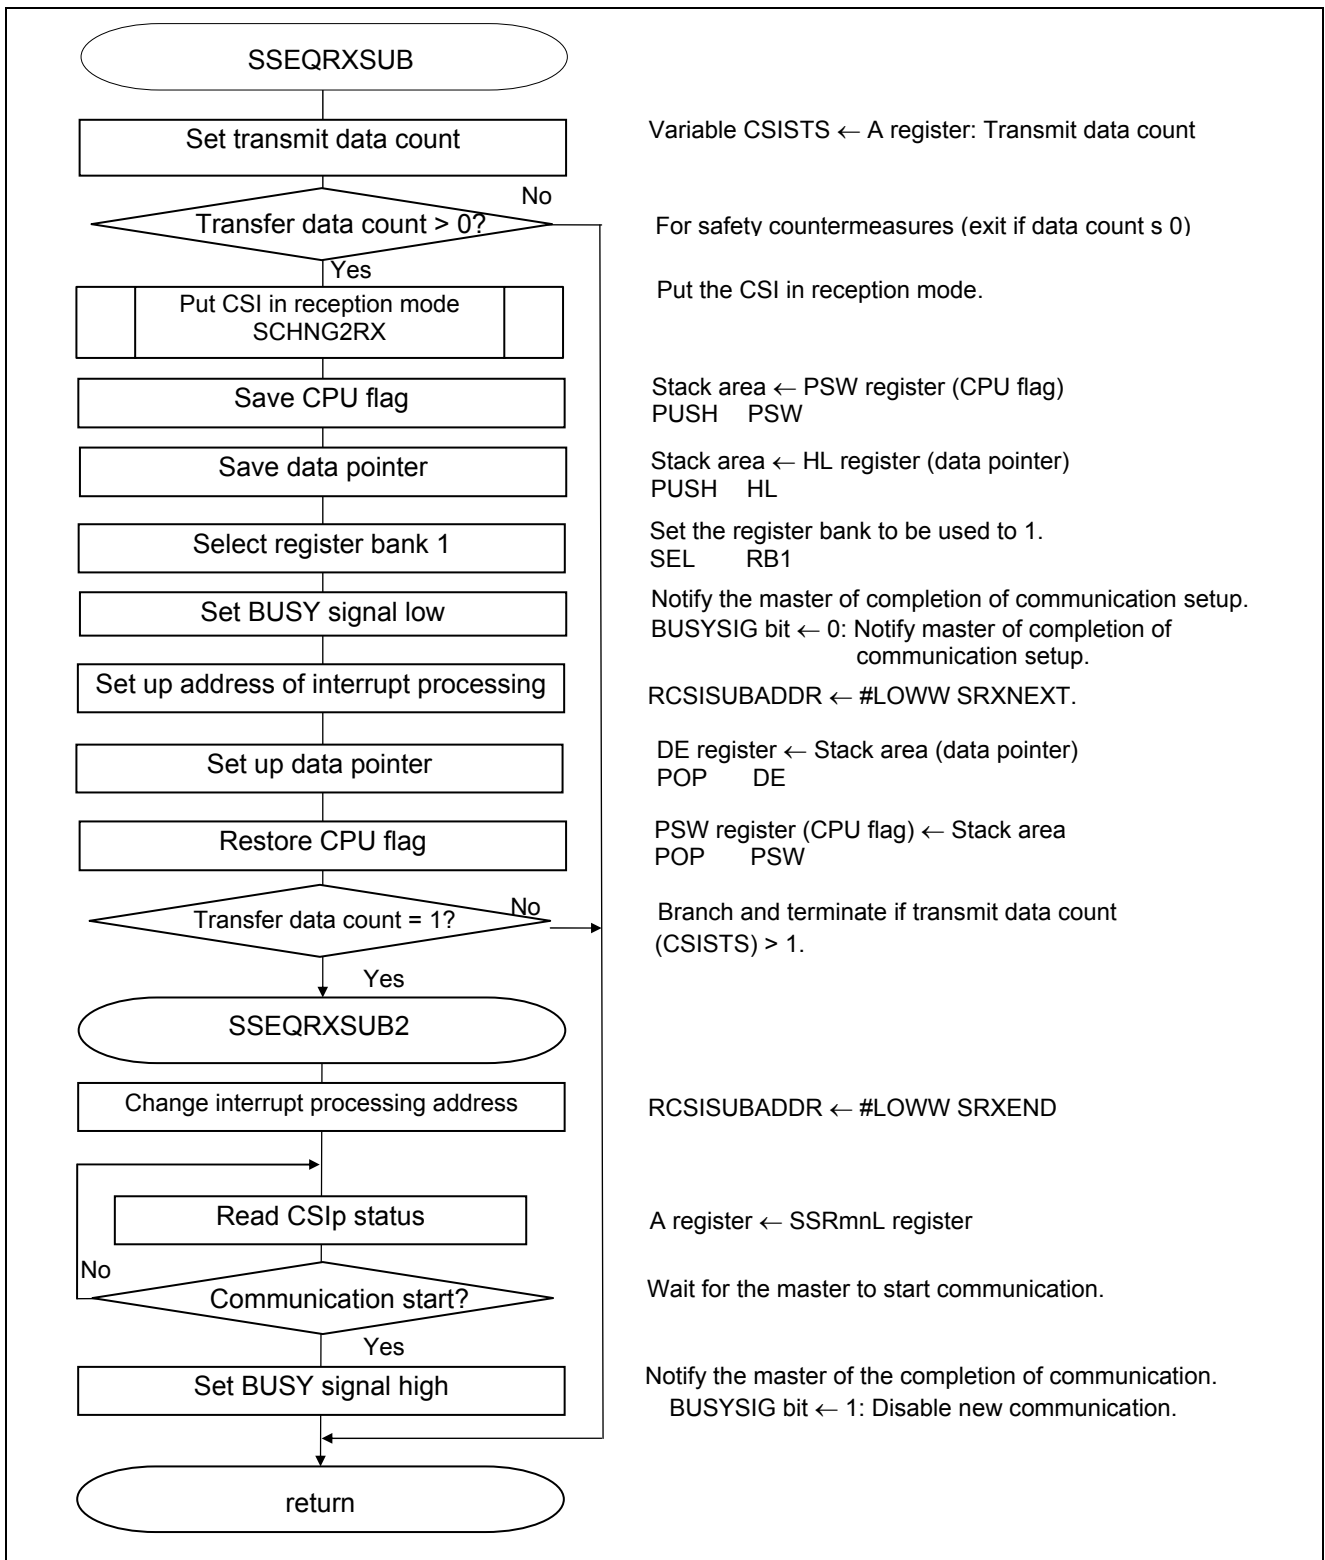 SSEQRXSUB
Set transmit data count
Variable CSISTS ← A register: Transmit data count
No
Transfer data count > 0?
For safety countermeasures (exit if data count s 0)
Yes
Put CSI in reception mode
SCHNG2RX
Put the CSI in reception mode.
Save CPU flag
Stack area ← PSW register (CPU flag)
PUSH PSW
Save data pointer
Stack area ← HL register (data pointer)
PUSH HL
Select register bank 1
Set the register bank to be used to 1.
SEL RB1
Set BUSY signal low
Notify the master of completion of communication setup.
BUSYSIG bit ← 0: Notify master of completion of
communication setup.
Set up address of interrupt processing
RCSISUBADDR ← #LOWW SRXNEXT.
Set up data pointer
DE register ← Stack area (data pointer)
POP DE
Restore CPU flag
PSW register (CPU flag) ← Stack area
POP PSW
Transfer data count = 1?
No
Branch and terminate if transmit data count
(CSISTS) > 1.
Yes
SSEQRXSUB2
Change interrupt processing address
RCSISUBADDR ← #LOWW SRXEND
Read CSIp status
A register ← SSRmnL register
No
Communication start?
Wait for the master to start communication.
Yes
Set BUSY signal high
Notify the master of the completion of communication.
BUSYSIG bit ← 1: Disable new communication.
return